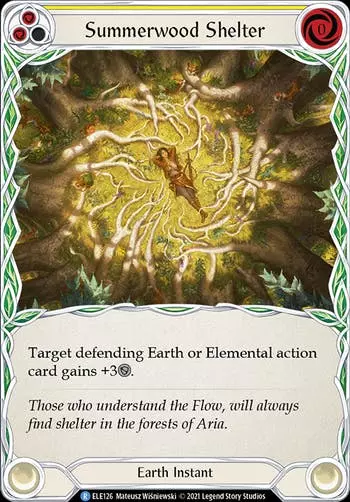 Summerwood Shelter
0
Target defending Earth or Elemental action
card gains +3.
Those who understand the Flow, will always
find shelter in the forests of Aria.
Earth Instant
R ELE126 Mateusz Wiśniewski © 2021 Legend Story Studios